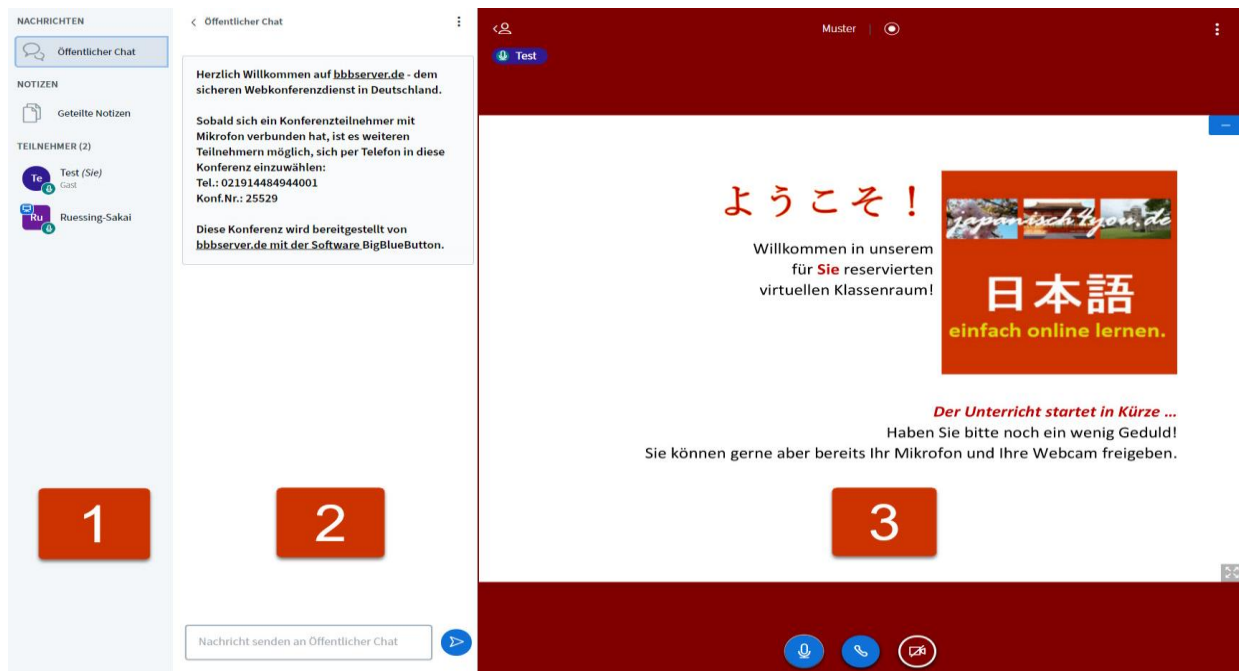 NACHRICHTEN
Öffentlicher Chat
NOTIZEN
Geteilte Notizen
TEILNEHMER (2)
Te
Test (Sie)
Gast
Ru
Ruessing-Sakai
1
Öffentlicher Chat
Herzlich Willkommen auf bbbserver.de - dem
sicheren Webkonferenzdienst in Deutschland.
Sobald sich ein Konferenzteilnehmer mit
Mikrofon verbunden hat, ist es weiteren
Teilnehmern möglich, sich per Telefon in diese
Konferenz einzuwählen:
Tel.: 021914484944001
Konf.Nr.: 25529
Diese Konferenz wird bereitgestellt von
bbbserver.de mit der Software BigBlueButton.
2
Nachricht senden an Öffentlicher Chat
Muster
Test
ようこそ！
Willkommen in unserem
für Sie reservierten
virtuellen Klassenraum!
japanisch4you.de
日本語
einfach online lernen.
Der Unterricht startet in Kürze ...
Haben Sie bitte noch ein wenig Geduld!
Sie können gerne aber bereits Ihr Mikrofon und Ihre Webcam freigeben.
3